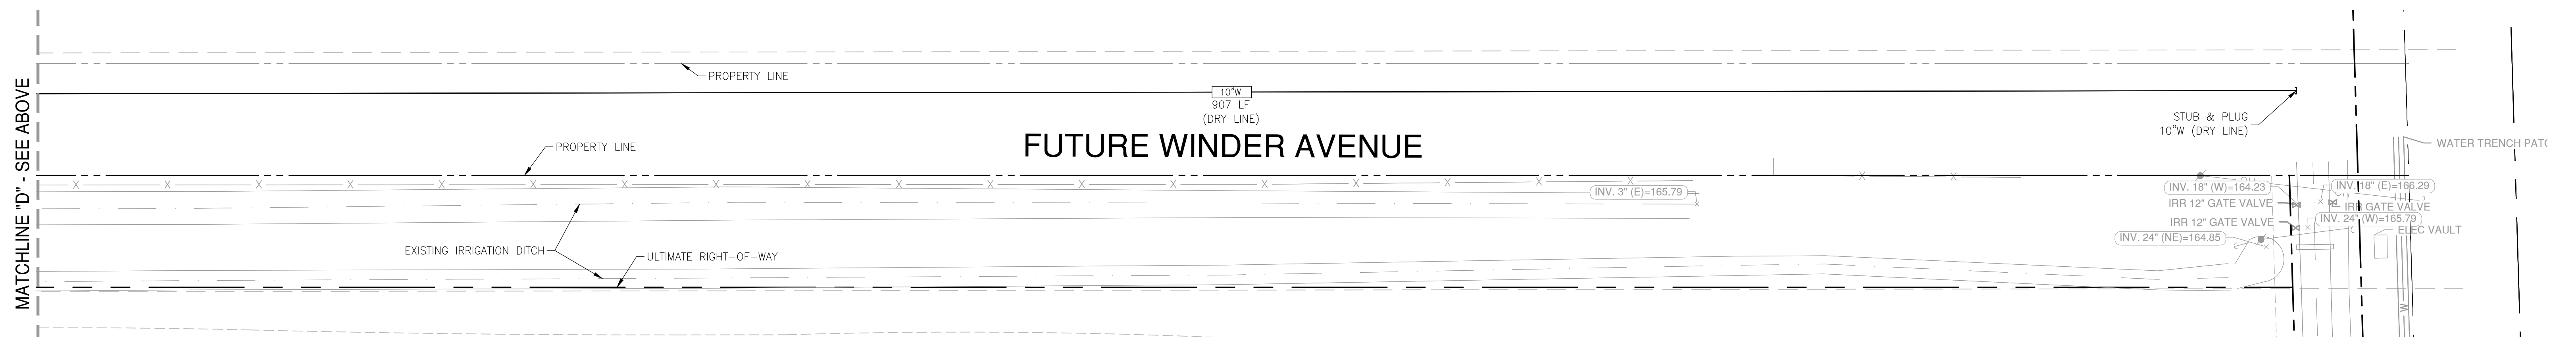 MATCHLINE "D" - SEE ABOVE
PROPERTY LINE
10"W
907 LF
(DRY LINE)
STUB & PLUG
10"W (DRY LINE)
FUTURE WINDER AVENUE
PROPERTY LINE
WATER TRENCH PATC
INV. 3" (E)=165.79
INV. 18" (W)=164.23
INV. 18" (E)=166.29
IRR 12" GATE VALVE
IRR GATE VALVE
IRR 12" GATE VALVE
INV. 24" (W)=165.79
ELEC VAULT
INV. 24" (NE)=164.85
EXISTING IRRIGATION DITCH
ULTIMATE RIGHT-OF-WAY
W